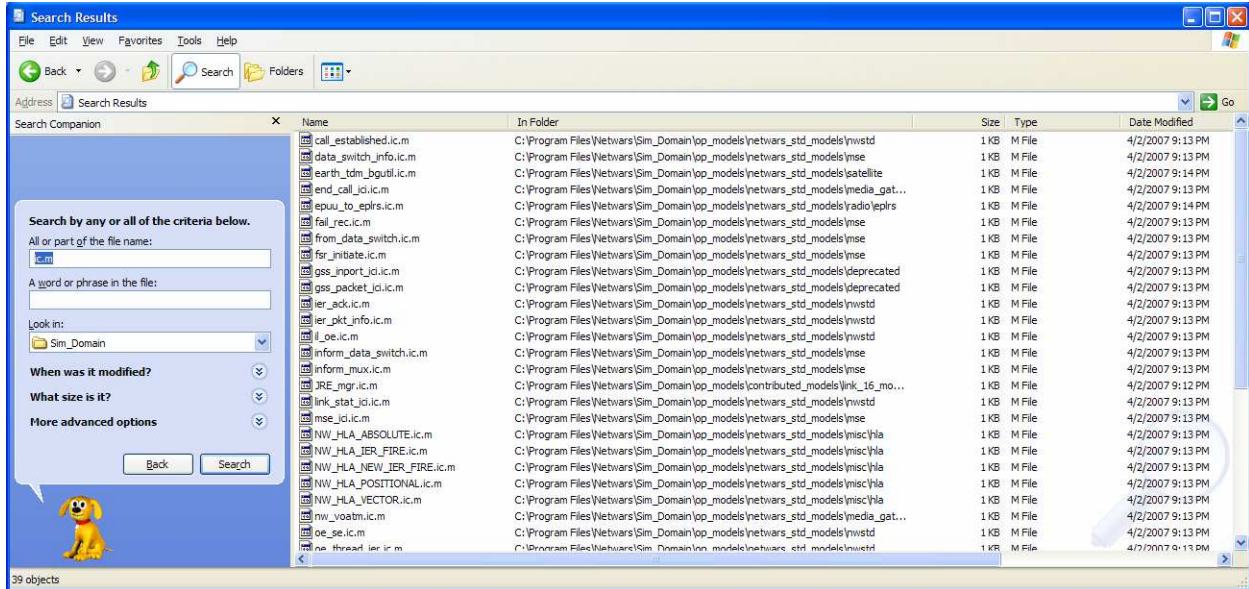 Search Results
File Edit View Favorites Tools Help
Back Search Folders
Address Search Results Go
Search Companion
Search by any or all of the criteria below.
All or part of the file name:
ic.m
A word or phrase in the file:
Look in:
Sim_Domain
When was it modified?
What size is it?
More advanced options
Back Search
Name In Folder Size Type Date Modified
call_established.ic.m C:\Program Files\Netwars\Sim_Domain\op_models\netwars_std_models\nwstd 1 KB M File 4/2/2007 9:13 PM
data_switch_info.ic.m C:\Program Files\Netwars\Sim_Domain\op_models\netwars_std_models\mse 1 KB M File 4/2/2007 9:13 PM
earth_tdm_bgutil.ic.m C:\Program Files\Netwars\Sim_Domain\op_models\netwars_std_models\satellite 1 KB M File 4/2/2007 9:14 PM
end_call_ici.ic.m C:\Program Files\Netwars\Sim_Domain\op_models\netwars_std_models\media_gat... 1 KB M File 4/2/2007 9:13 PM
epuu_to_eplrs.ic.m C:\Program Files\Netwars\Sim_Domain\op_models\netwars_std_models\radio\eplrs 1 KB M File 4/2/2007 9:14 PM
fail_rec.ic.m C:\Program Files\Netwars\Sim_Domain\op_models\netwars_std_models\mse 1 KB M File 4/2/2007 9:13 PM
from_data_switch.ic.m C:\Program Files\Netwars\Sim_Domain\op_models\netwars_std_models\mse 1 KB M File 4/2/2007 9:13 PM
fsr_initiate.ic.m C:\Program Files\Netwars\Sim_Domain\op_models\netwars_std_models\mse 1 KB M File 4/2/2007 9:13 PM
gss_inport_ici.ic.m C:\Program Files\Netwars\Sim_Domain\op_models\netwars_std_models\deprecated 1 KB M File 4/2/2007 9:13 PM
gss_packet_ici.ic.m C:\Program Files\Netwars\Sim_Domain\op_models\netwars_std_models\deprecated 1 KB M File 4/2/2007 9:13 PM
ier_ack.ic.m C:\Program Files\Netwars\Sim_Domain\op_models\netwars_std_models\nwstd 1 KB M File 4/2/2007 9:13 PM
ier_pkt_info.ic.m C:\Program Files\Netwars\Sim_Domain\op_models\netwars_std_models\nwstd 1 KB M File 4/2/2007 9:13 PM
il_oe.ic.m C:\Program Files\Netwars\Sim_Domain\op_models\netwars_std_models\nwstd 1 KB M File 4/2/2007 9:13 PM
inform_data_switch.ic.m C:\Program Files\Netwars\Sim_Domain\op_models\netwars_std_models\mse 1 KB M File 4/2/2007 9:13 PM
inform_mux.ic.m C:\Program Files\Netwars\Sim_Domain\op_models\netwars_std_models\mse 1 KB M File 4/2/2007 9:13 PM
JRE_mgr.ic.m C:\Program Files\Netwars\Sim_Domain\op_models\contributed_models\link_16_mo... 1 KB M File 4/2/2007 9:12 PM
link_stat_ici.ic.m C:\Program Files\Netwars\Sim_Domain\op_models\netwars_std_models\nwstd 1 KB M File 4/2/2007 9:13 PM
mse_ici.ic.m C:\Program Files\Netwars\Sim_Domain\op_models\netwars_std_models\mse 1 KB M File 4/2/2007 9:13 PM
NW_HLA_ABSOLUTE.ic.m C:\Program Files\Netwars\Sim_Domain\op_models\netwars_std_models\misc\hla 1 KB M File 4/2/2007 9:13 PM
NW_HLA_IER_FIRE.ic.m C:\Program Files\Netwars\Sim_Domain\op_models\netwars_std_models\misc\hla 1 KB M File 4/2/2007 9:13 PM
NW_HLA_NEW_IER_FIRE.ic.m C:\Program Files\Netwars\Sim_Domain\op_models\netwars_std_models\misc\hla 1 KB M File 4/2/2007 9:13 PM
NW_HLA_POSITIONAL.ic.m C:\Program Files\Netwars\Sim_Domain\op_models\netwars_std_models\misc\hla 1 KB M File 4/2/2007 9:13 PM
NW_HLA_VECTOR.ic.m C:\Program Files\Netwars\Sim_Domain\op_models\netwars_std_models\misc\hla 1 KB M File 4/2/2007 9:13 PM
nw_voatm.ic.m C:\Program Files\Netwars\Sim_Domain\op_models\netwars_std_models\media_gat... 1 KB M File 4/2/2007 9:13 PM
oe_se.ic.m C:\Program Files\Netwars\Sim_Domain\op_models\netwars_std_models\nwstd 1 KB M File 4/2/2007 9:13 PM
oe_thread_ier.ic.m C:\Program Files\Netwars\Sim_Domain\op_models\netwars_std_models\nwstd 1 KB M File 4/2/2007 9:13 PM
39 objects